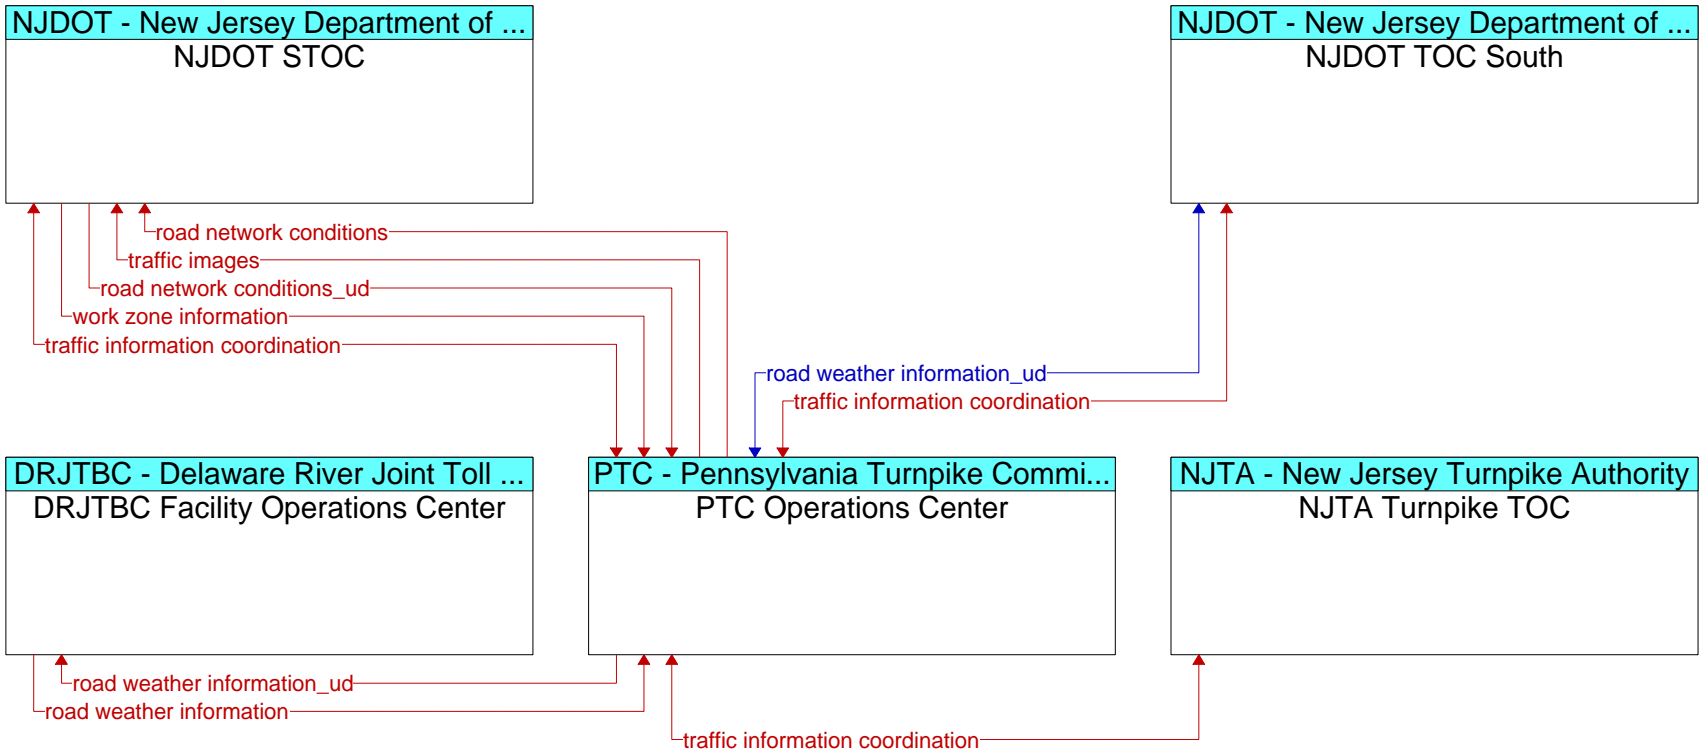 NJDOT - New Jersey Department of ...
NJDOT STOC
NJDOT - New Jersey Department of ...
NJDOT TOC South
road network conditions
traffic images
road network conditions_ud
work zone information
traffic information coordination
road weather information_ud
traffic information coordination
DRJTBC - Delaware River Joint Toll ...
DRJTBC Facility Operations Center
PTC - Pennsylvania Turnpike Commi...
PTC Operations Center
NJTA - New Jersey Turnpike Authority
NJTA Turnpike TOC
road weather information_ud
road weather information
traffic information coordination